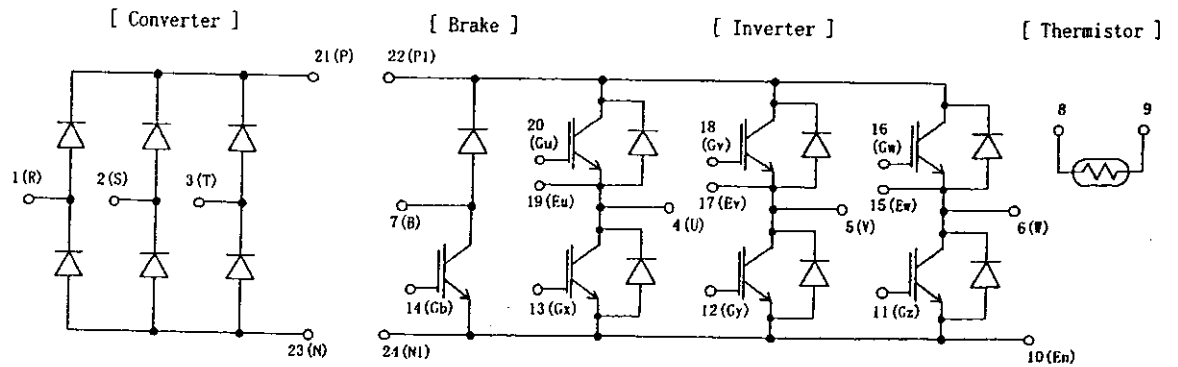 [ Converter ]
[ Brake ]
[ Inverter ]
[ Thermistor ]
21(P)
22(P1)
20
(Gu)
18
(Gv)
16
(Gw)
8
9
1(R)
2(S)
3(T)
19(Eu)
17(Ev)
15(Ew)
7(B)
4(U)
5(V)
6(W)
14(Gb)
13(Gx)
12(Gy)
11(Gz)
23(N)
24(N1)
10(En)